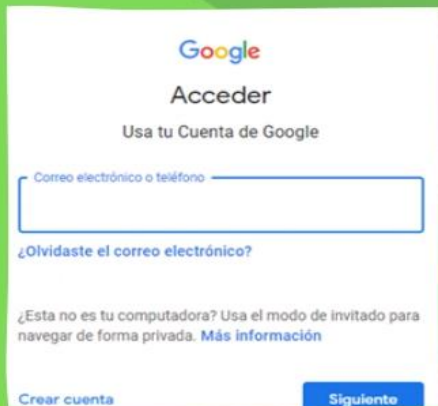 Google
Acceder
Usa tu Cuenta de Google
Correo electrónico o teléfono
¿Olvidaste el correo electrónico?
¿Esta no es tu computadora? Usa el modo de invitado para
navegar de forma privada. Más información
Crear cuenta
Siguiente